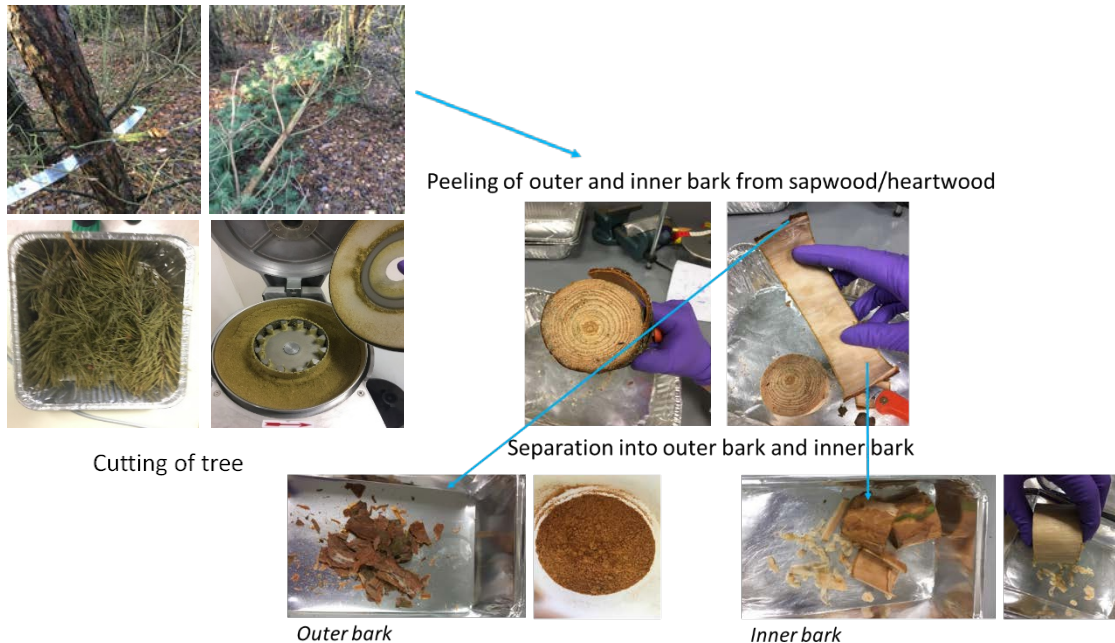 Peeling of outer and inner bark from sapwood/heartwood
Cutting of tree
Separation into outer bark and inner bark
Outer bark
Inner bark